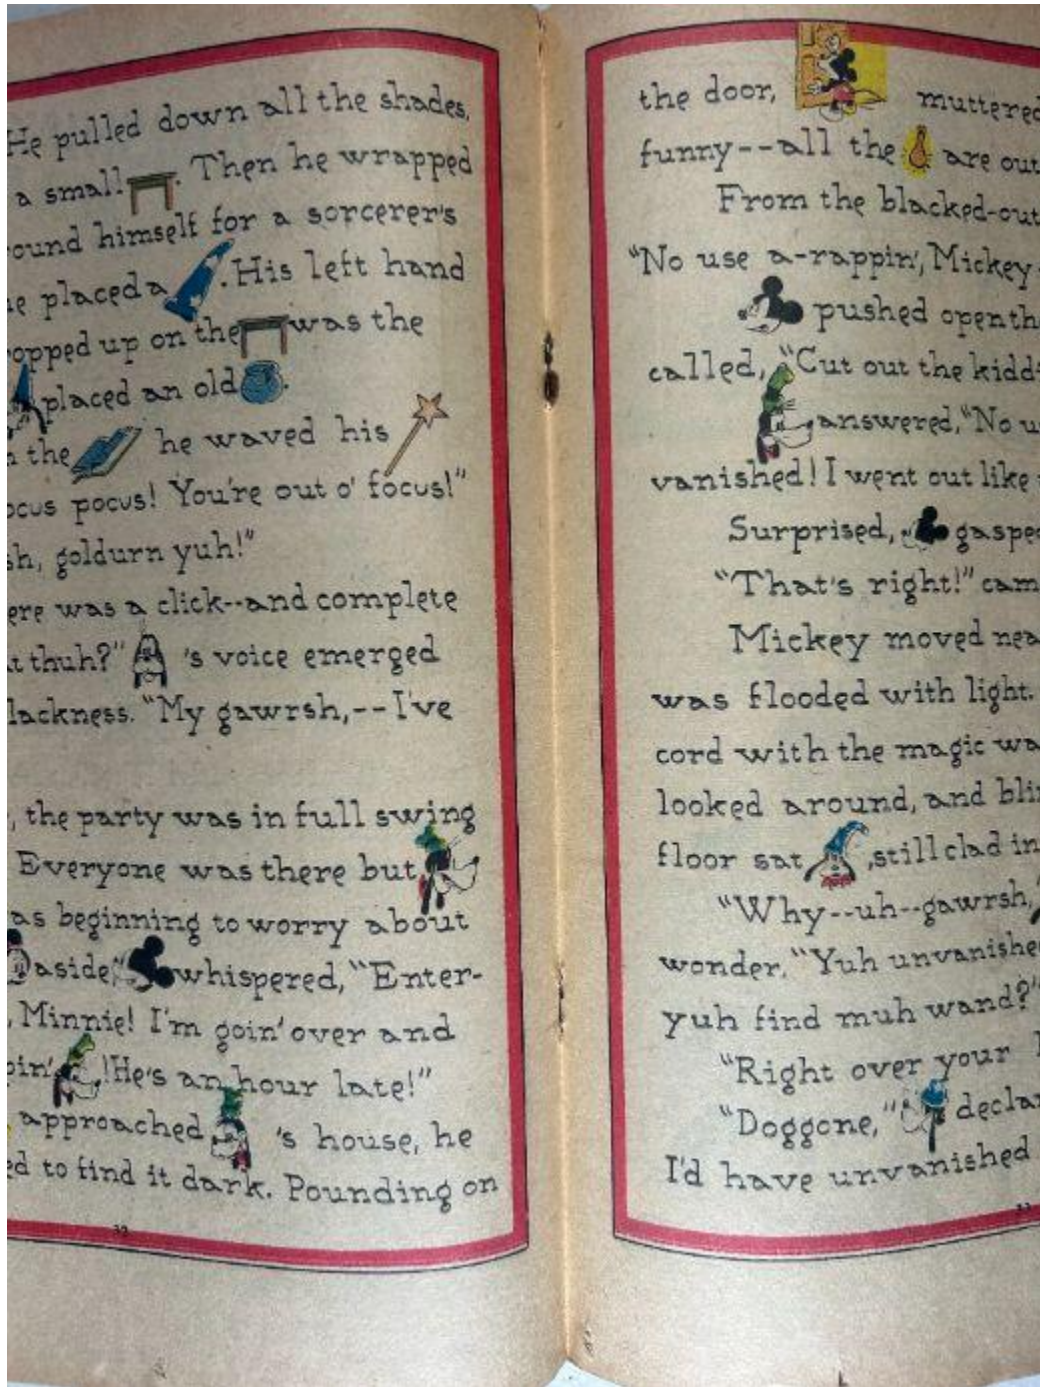 He pulled down all the shades.
a small . Then he wrapped
ound himself for a sorcerer's
e placed a . His left hand
opped up on the was the
placed an old .
the he waved his
ocus pocus! You're out o' focus!"
sh, goldurn yuh!"
ere was a click--and complete
t thuh?" 's voice emerged
lackness. "My gawrsh,--I've
, the party was in full swing
Everyone was there but
as beginning to worry about
aside, whispered, "Enter-
, Minnie! I'm goin' over and
pin' !He's an hour late!"
approached 's house, he
ed to find it dark. Pounding on
the door, muttered
funny--all the are out
From the blacked-out
"No use a-rappin', Mickey-
pushed open th
called, "Cut out the kidd
answered, "No u
vanished! I went out like
Surprised, gaspe
"That's right!" cam
Mickey moved nea
was flooded with light.
cord with the magic wa
looked around, and bli
floor sat , still clad in
"Why--uh--gawrsh,
wonder. "Yuh unvanishe
yuh find muh wand?"
"Right over your
"Doggone," decla
I'd have unvanished